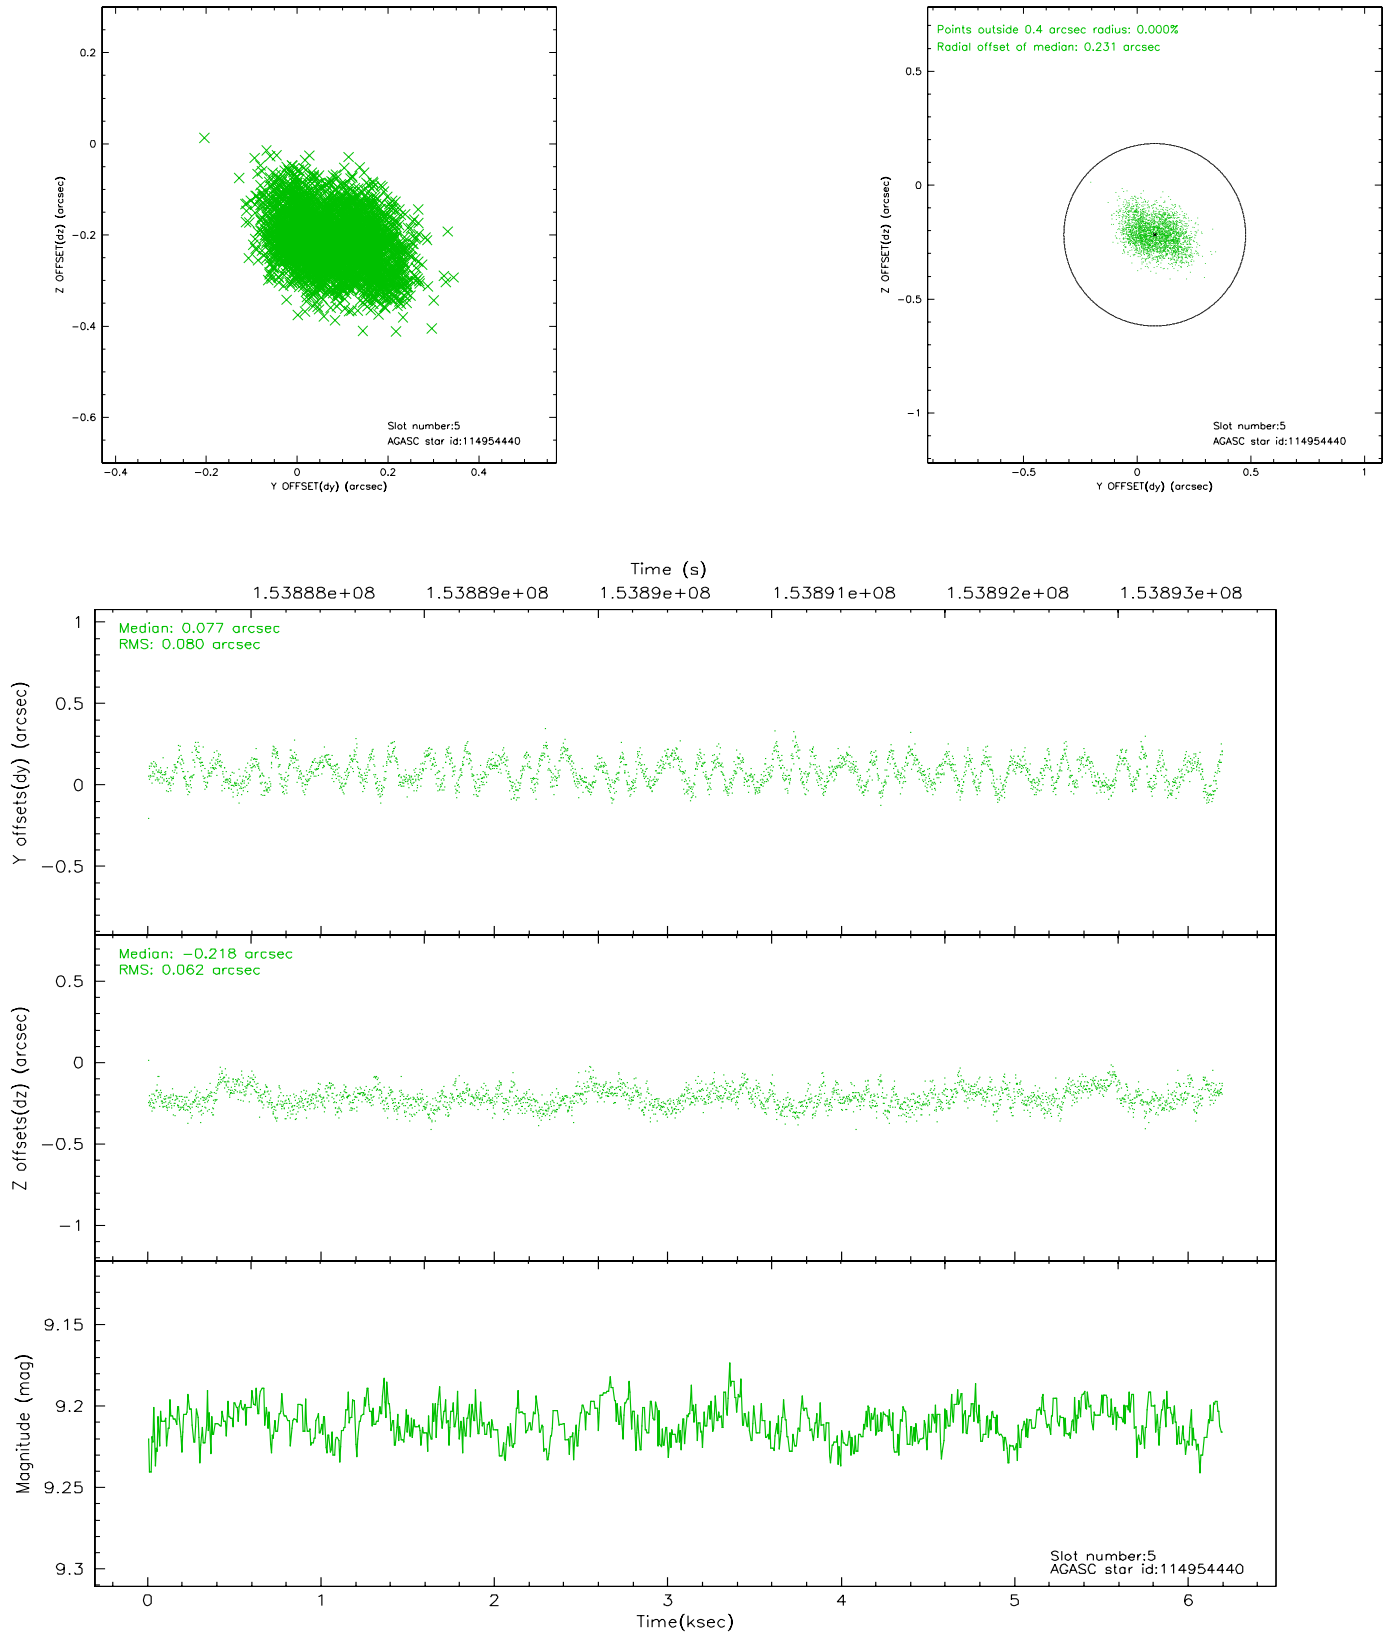 0.2
0
−0.2
−0.4
−0.6
Z OFFSET(dz) (arcsec)
Slot number:5
AGASC star id:114954440
−0.4 −0.2 0 0.2 0.4
Y OFFSET(dy) (arcsec)
Points outside 0.4 arcsec radius: 0.000%
Radial offset of median: 0.231 arcsec
0.5
0
−0.5
−1
Z OFFSET(dz) (arcsec)
Slot number:5
AGASC star id:114954440
−0.5 0 0.5 1
Y OFFSET(dy) (arcsec)
Time (s)
1.53888e+08 1.53889e+08 1.5389e+08 1.53891e+08 1.53892e+08 1.53893e+08
Median: 0.077 arcsec
RMS: 0.080 arcsec
1
0.5
0
−0.5
Y offsets(dy) (arcsec)
Median: −0.218 arcsec
RMS: 0.062 arcsec
0.5
0
−0.5
−1
Z offsets(dz) (arcsec)
9.15
9.2
9.25
9.3
Magnitude (mag)
Slot number:5
AGASC star id:114954440
0 1 2 3 4 5 6
Time(ksec)